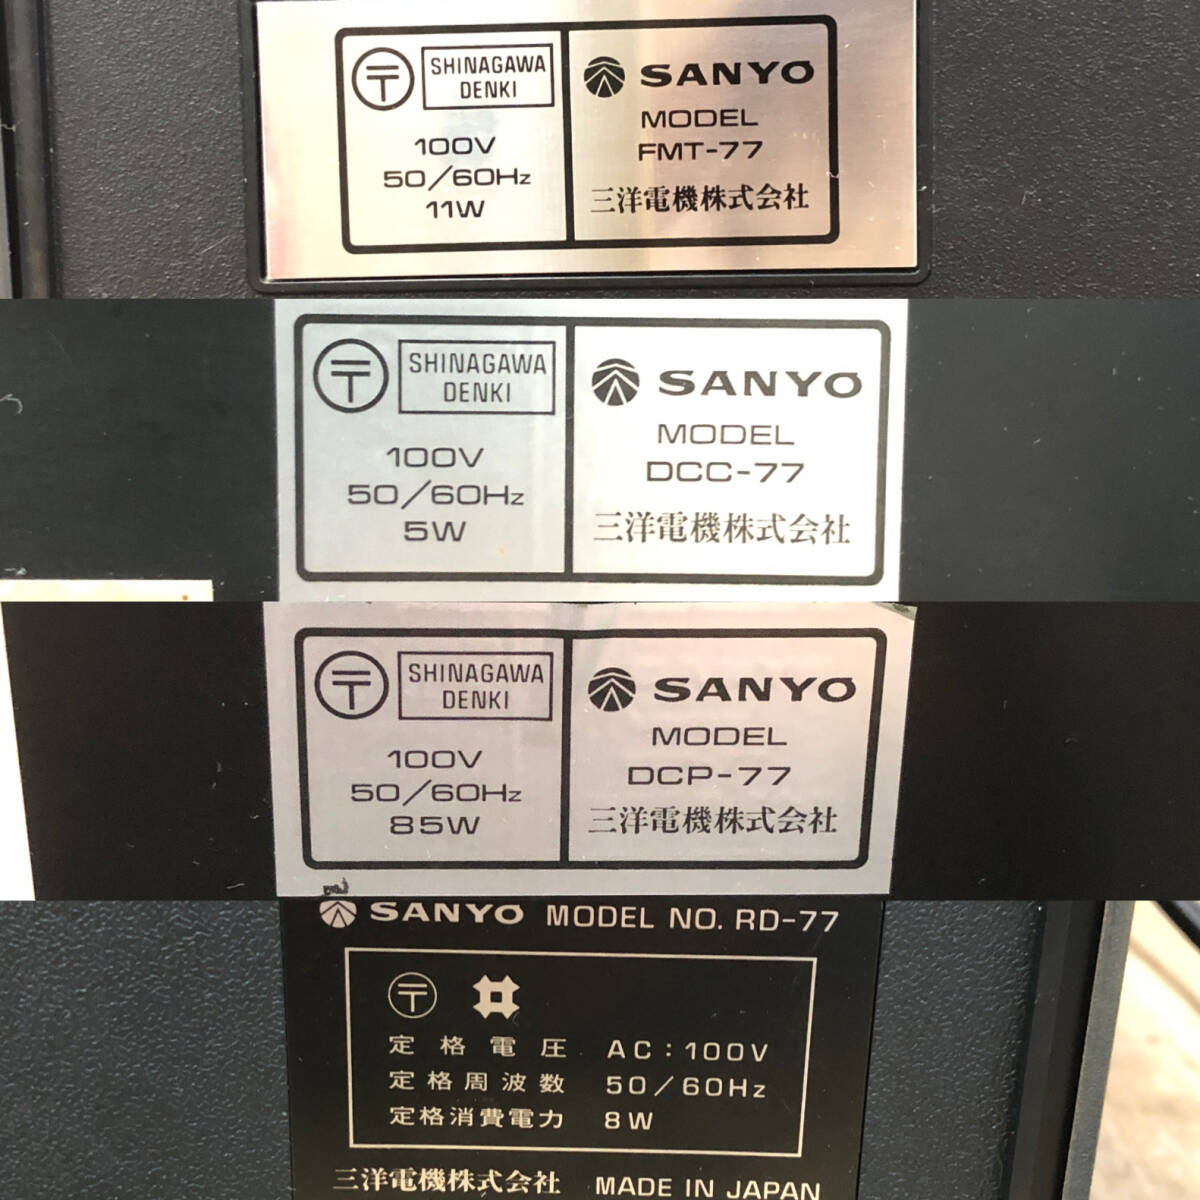 SHINAGAWA
DENKI
100V
50/60Hz
11W
SANYO
MODEL
FMT-77
三洋電機株式会社
SHINAGAWA
DENKI
100V
50/60Hz
5W
SANYO
MODEL
DCC-77
三洋電機株式会社
SHINAGAWA
DENKI
100V
50/60Hz
85W
SANYO
MODEL
DCP-77
三洋電機株式会社
SANYO MODEL NO. RD-77
定格電圧 AC:100V
定格周波数 50/60Hz
定格消費電力 8W
三洋電機株式会社 MADE IN JAPAN